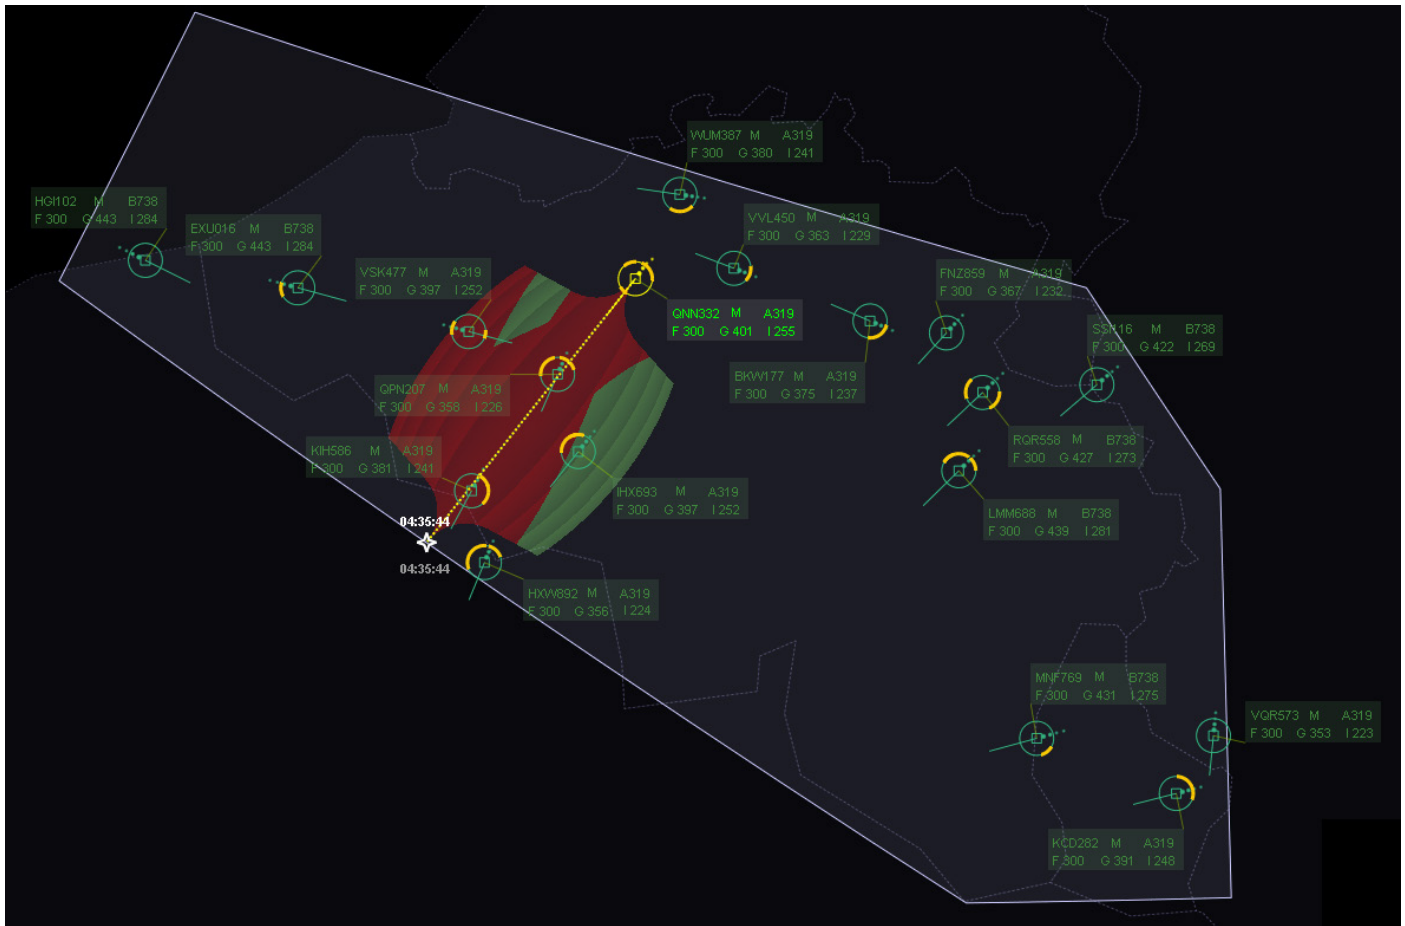 WUM387 M A319
F 300 G 380 I 241
HGI102 M B738
F 300 G 443 I 284
EXU016 M B738
F 300 G 443 I 284
VVL450 M A319
F 300 G 363 I 229
VSK477 M A319
F 300 G 397 I 252
FNZ859 M A319
F 300 G 367 I 232
QNN332 M A319
F 300 G 401 I 255
M B738
F 300 G 422 I 269
QPN207 M A319
F 300 G 358 I 226
BKW177 M A319
F 300 G 375 I 237
KIH586 M A319
F 300 G 381 I 241
RQR558 M B738
F 300 G 427 I 273
IHX693 M A319
F 300 G 397 I 252
LMM688 M B738
F 300 G 439 I 281
04:35:44
04:35:44
HXW892 M A319
F 300 G 356 I 224
MNF769 M B738
F 300 G 431 I 275
VQR573 M A319
F 300 G 353 I 223
KCD282 M A319
F 300 G 391 I 248